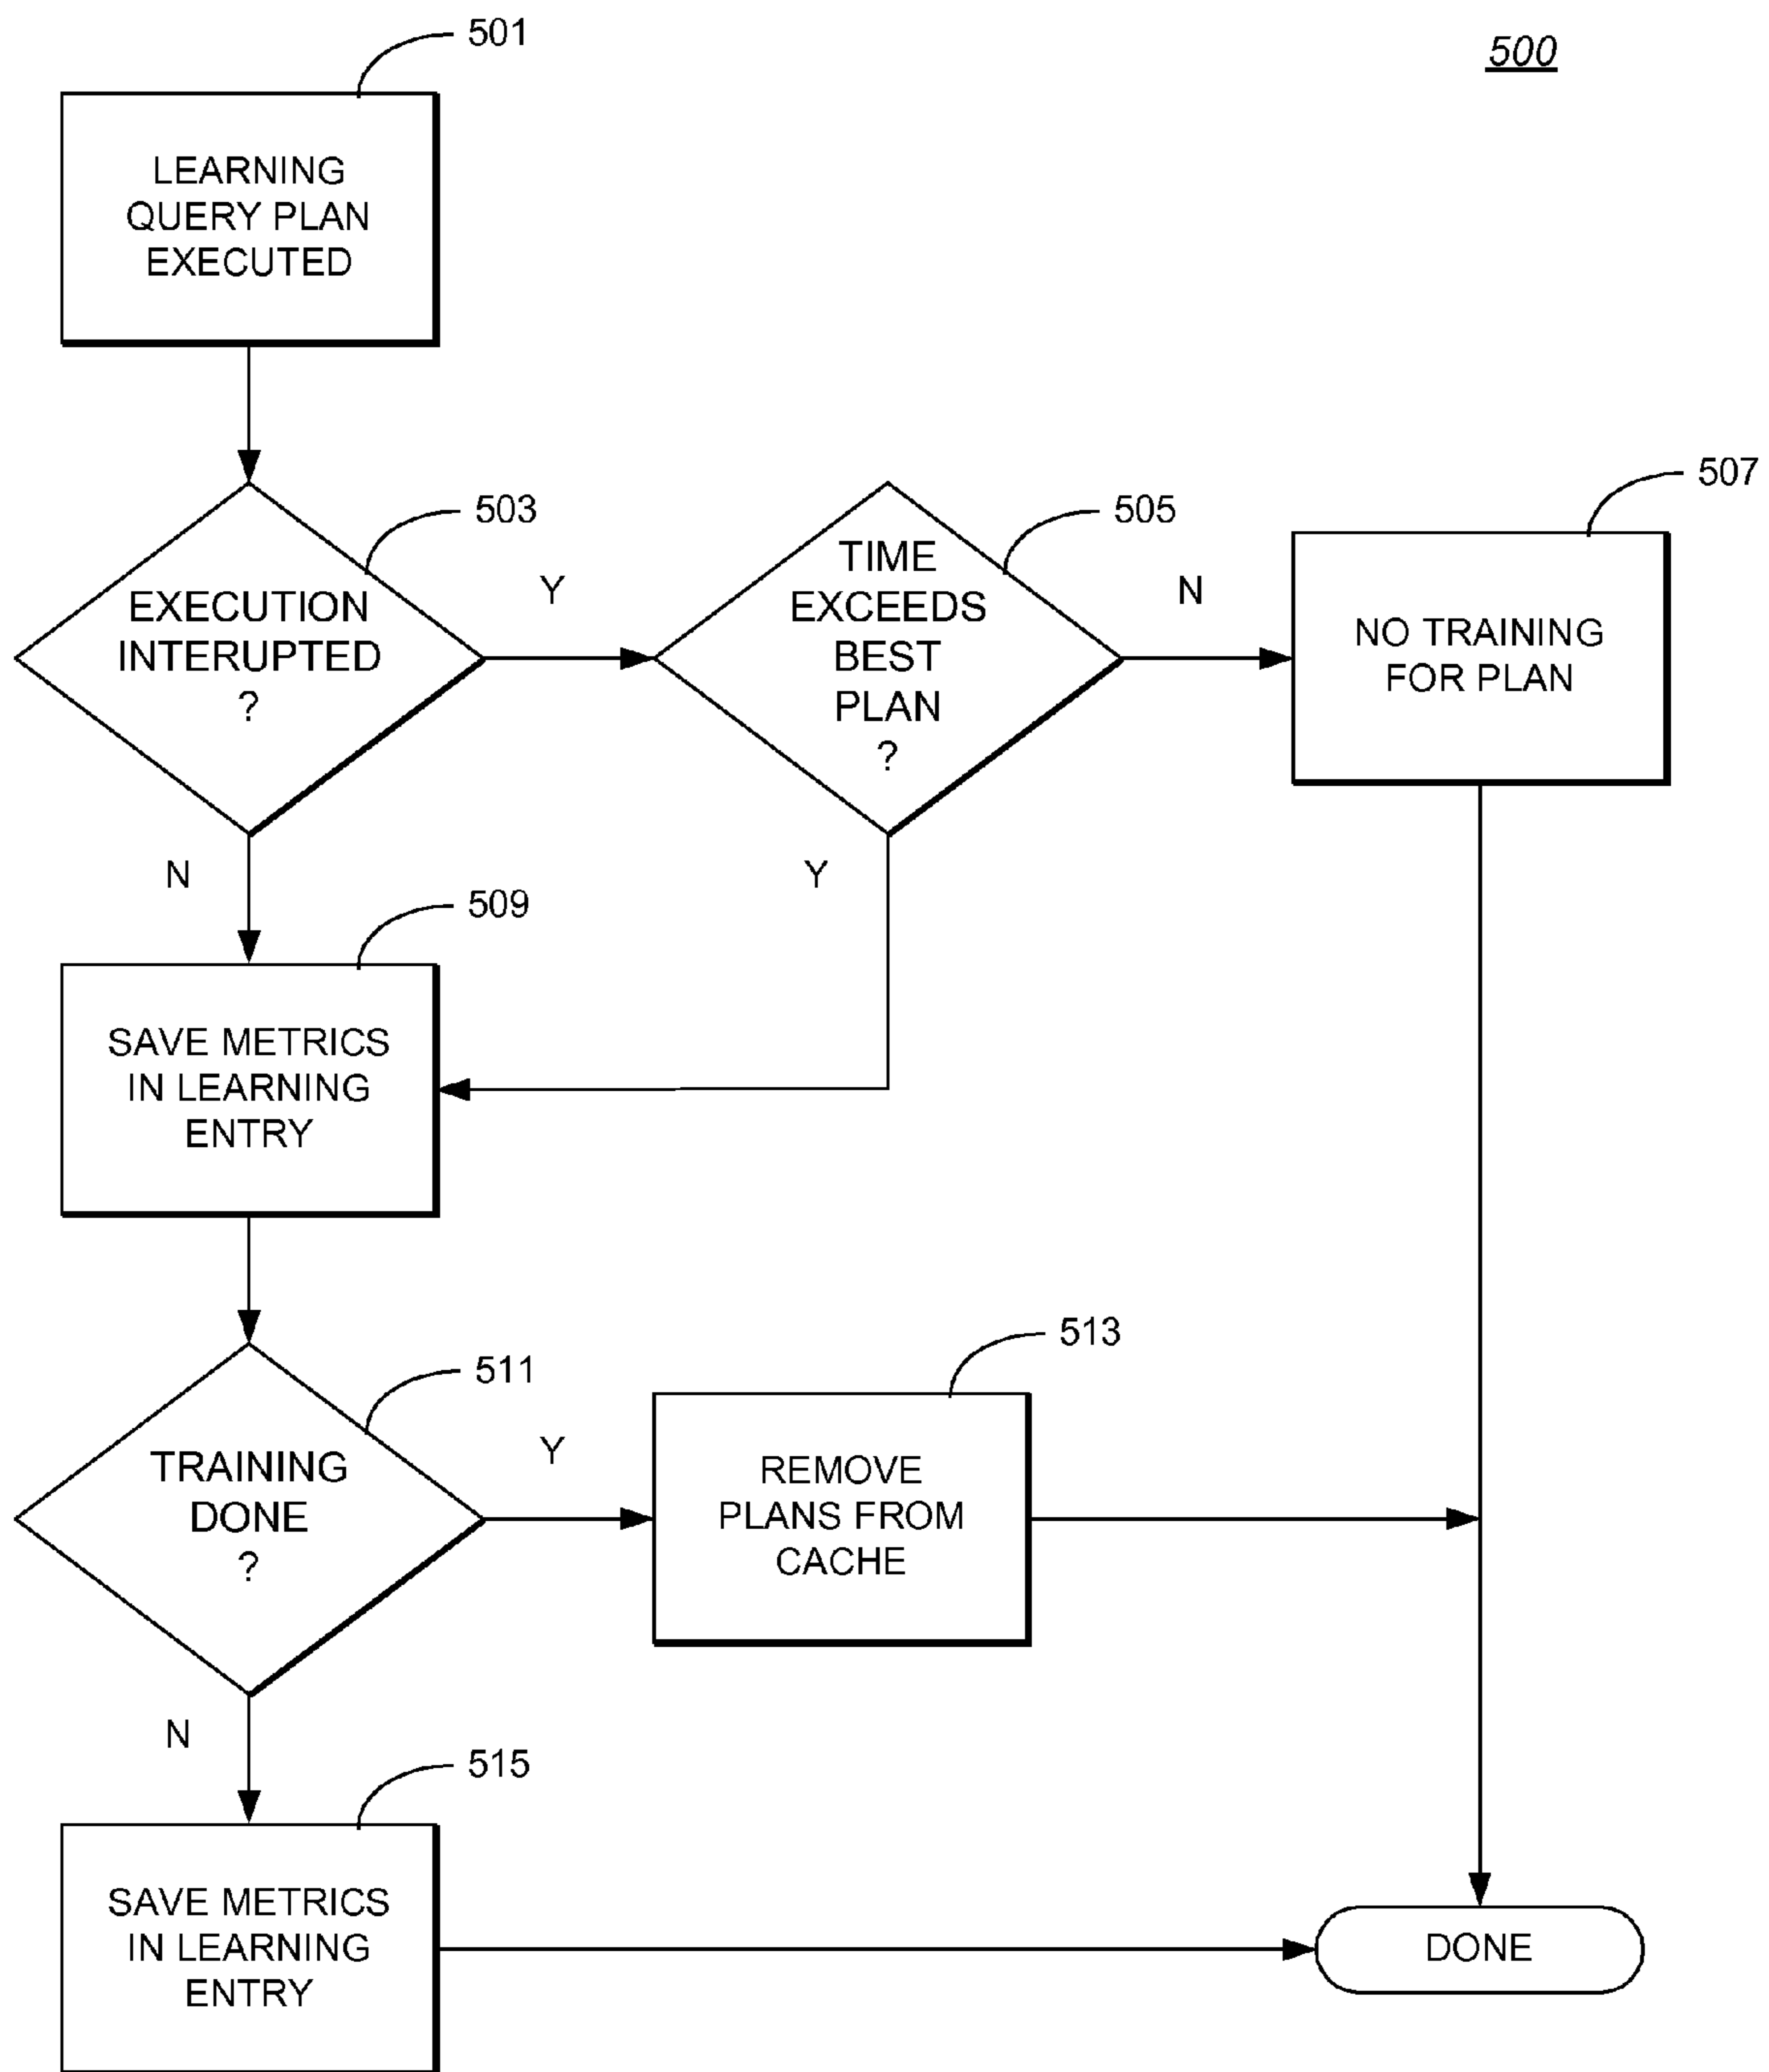 501
500
LEARNING
QUERY PLAN
EXECUTED
503
EXECUTION
INTERUPTED
?
Y
505
TIME
EXCEEDS
BEST
PLAN
?
N
507
NO TRAINING
FOR PLAN
N
Y
509
SAVE METRICS
IN LEARNING
ENTRY
511
TRAINING
DONE
?
Y
513
REMOVE
PLANS FROM
CACHE
N
515
SAVE METRICS
IN LEARNING
ENTRY
DONE